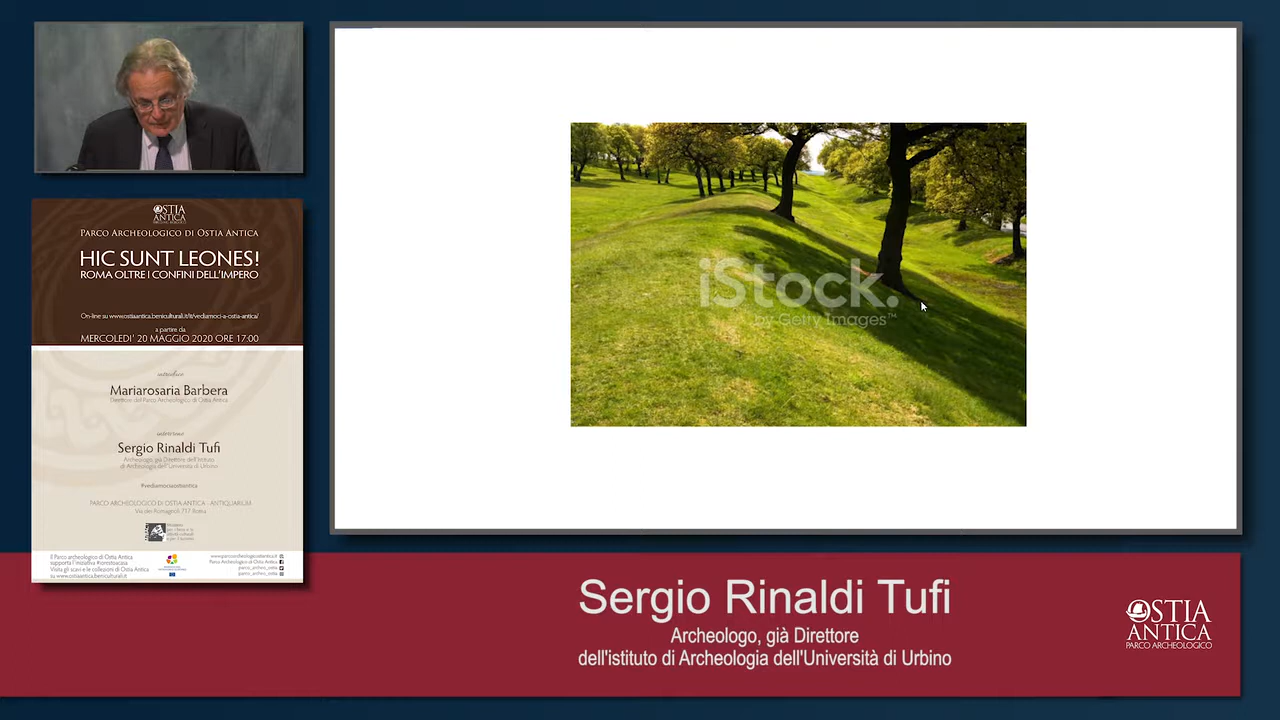 OSTIA
ANTICA
PARCO ARCHEOLOGICO DI OSTIA ANTICA
HIC SUNT LEONES!
ROMA OLTRE I CONFINI DELL'IMPERO
On-line su www.ostiaantica.beniculturali.it/it/vediamoci-a-ostia-antica/
a partire da
MERCOLEDI' 20 MAGGIO 2020 ORE 17:00
introduce
Mariarosaria Barbera
Direttore del Parco Archeologico di Ostia Antica
interviene
Sergio Rinaldi Tufi
Archeologo, già Direttore dell'Istituto
di Archeologia dell'Università di Urbino
#vediamociaostiantica
PARCO ARCHEOLOGICO DI OSTIA ANTICA - ANTIQUARIUM
Via dei Romagnoli 717 Roma
Il Parco archeologico di Ostia Antica
supporta l'iniziativa #iorestoacasa
Visita gli scavi e le collezioni di Ostia Antica
su www.ostiaantica.beniculturali.it
www.parcoarcheologicoostiantica.it
Parco Archeologico di Ostia Antica
parco_archeo_ostia
parco_archeo_ostia
iStock.
by Getty Images™
Sergio Rinaldi Tufi
Archeologo, già Direttore
dell'istituto di Archeologia dell'Università di Urbino
OSTIA
ANTICA
PARCO ARCHEOLOGICO